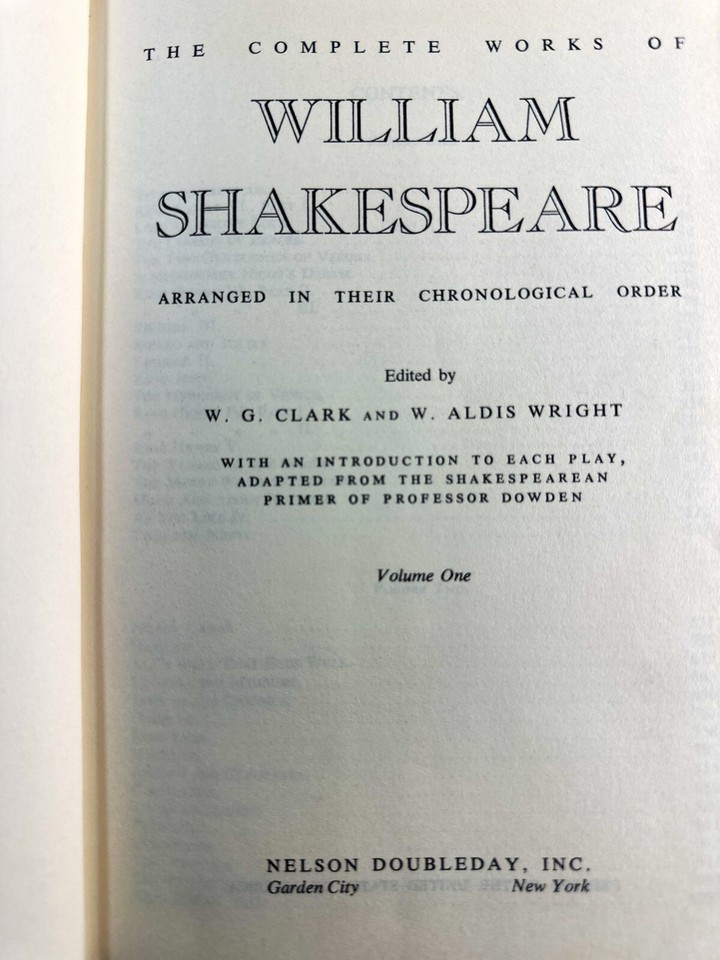 THE COMPLETE WORKS OF
WILLIAM
SHAKESPEARE
ARRANGED IN THEIR CHRONOLOGICAL ORDER
Edited by
W. G. CLARK AND W. ALDIS WRIGHT
WITH AN INTRODUCTION TO EACH PLAY,
ADAPTED FROM THE SHAKESPEAREAN
PRIMER OF PROFESSOR DOWDEN
Volume One
NELSON DOUBLEDAY, INC.
Garden City New York